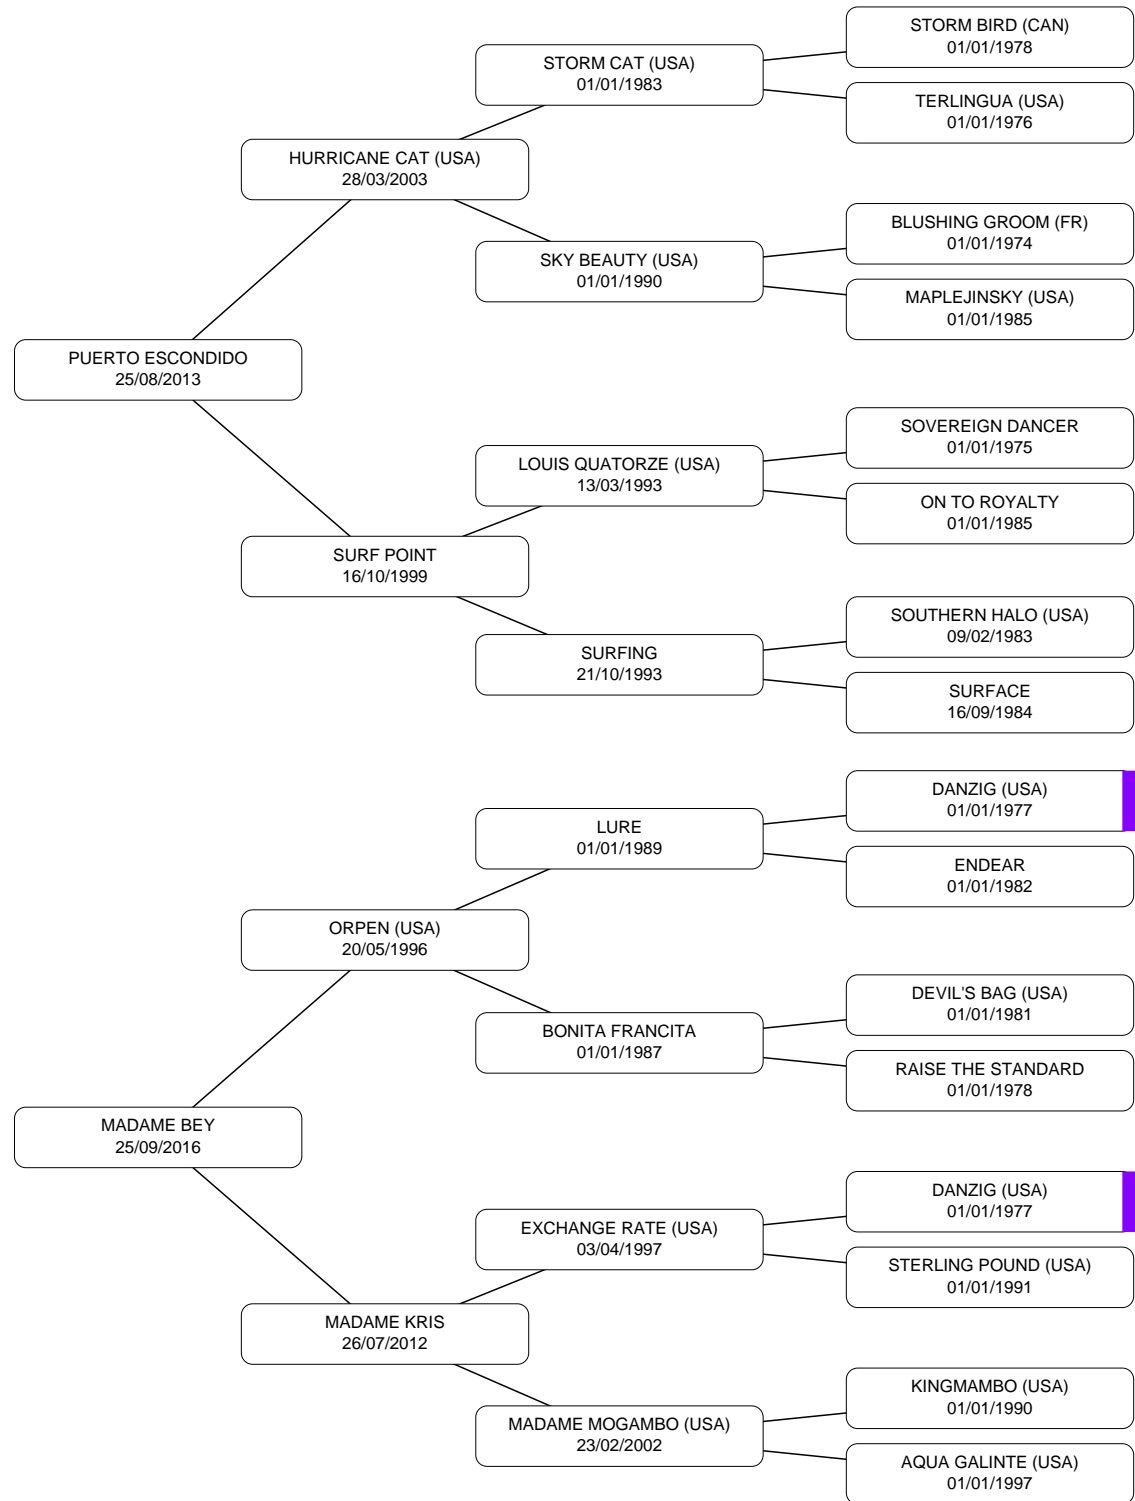 STORM BIRD (CAN)
01/01/1978
STORM CAT (USA)
01/01/1983
TERLINGUA (USA)
01/01/1976
HURRICANE CAT (USA)
28/03/2003
BLUSHING GROOM (FR)
01/01/1974
SKY BEAUTY (USA)
01/01/1990
MAPLEJINSKY (USA)
01/01/1985
PUERTO ESCONDIDO
25/08/2013
SOVEREIGN DANCER
01/01/1975
LOUIS QUATORZE (USA)
13/03/1993
ON TO ROYALTY
01/01/1985
SURF POINT
16/10/1999
SOUTHERN HALO (USA)
09/02/1983
SURFING
21/10/1993
SURFACE
16/09/1984
DANZIG (USA)
01/01/1977
LURE
01/01/1989
ENDEAR
01/01/1982
ORPEN (USA)
20/05/1996
DEVIL'S BAG (USA)
01/01/1981
BONITA FRANCITA
01/01/1987
RAISE THE STANDARD
01/01/1978
MADAME BEY
25/09/2016
DANZIG (USA)
01/01/1977
EXCHANGE RATE (USA)
03/04/1997
STERLING POUND (USA)
01/01/1991
MADAME KRIS
26/07/2012
KINGMAMBO (USA)
01/01/1990
MADAME MOGAMBO (USA)
23/02/2002
AQUA GALINTE (USA)
01/01/1997